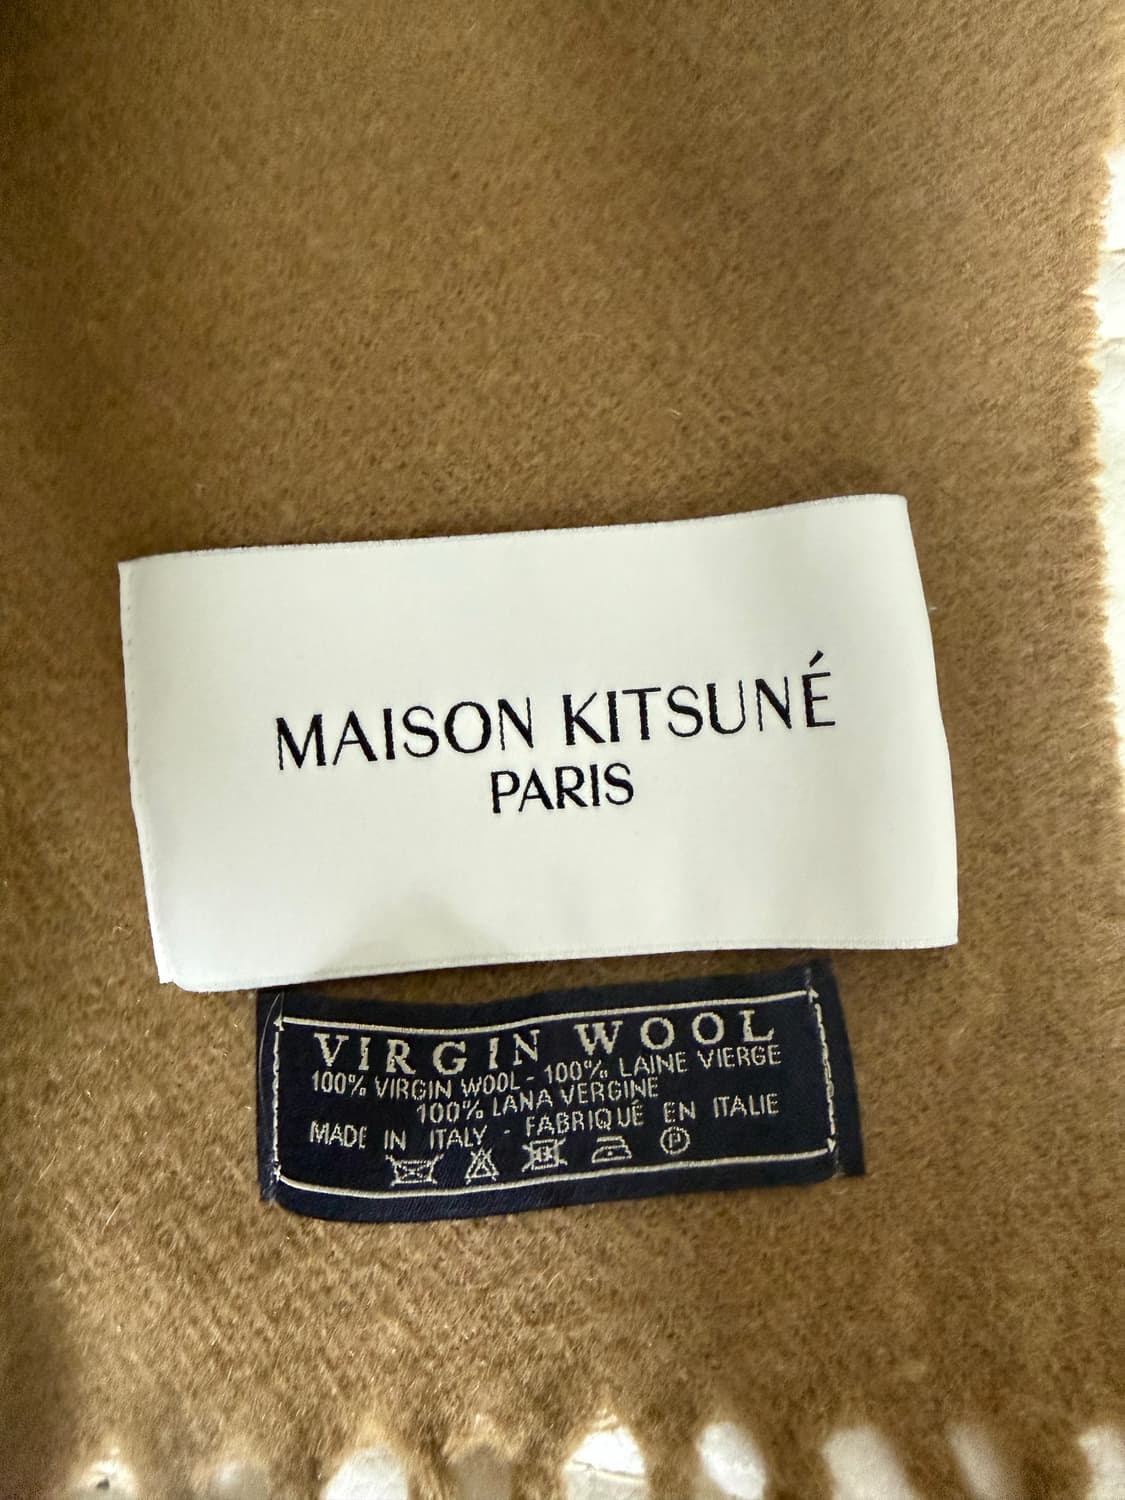 MAISON KITSUNÉ
PARIS
VIRGIN WOOL
100% VIRGIN WOOL - 100% LAINE VIERGE
100% LANA VERGINE
MADE IN ITALY - FABRIQUÉ EN ITALIE
P